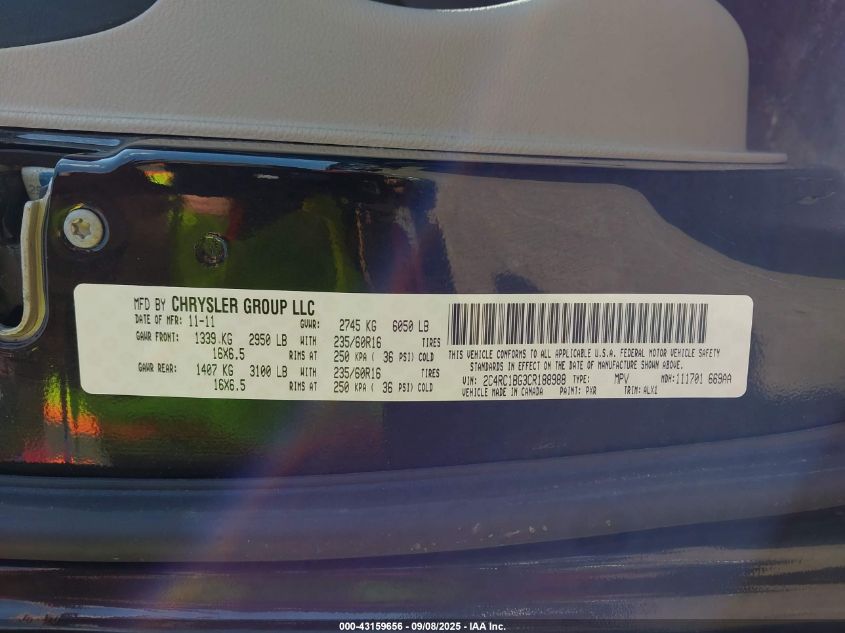 MFD BY CHRYSLER GROUP LLC
DATE OF MFR: 11-11 GVWR: 2745 KG 6050 LB
GAWR FRONT: 1339 KG 2950 LB WITH 235/60R16 TIRES
16X6.5 RIMS AT 250 KPA ( 36 PSI) COLD
GAWR REAR: 1407 KG 3100 LB WITH 235/60R16 TIRES
16X6.5 RIMS AT 250 KPA ( 36 PSI) COLD
THIS VEHICLE CONFORMS TO ALL APPLICABLE U.S.A. FEDERAL MOTOR VEHICLE SAFETY
STANDARDS IN EFFECT ON THE DATE OF MANUFACTURE SHOWN ABOVE.
VIN: 2C4RC1BG3CR188988 TYPE: MPV MDH: 111701 669AA
VEHICLE MADE IN CANADA PAINT: PXR TRIM: ALX1
000-43159656 - 09/08/2025 - IAA Inc.